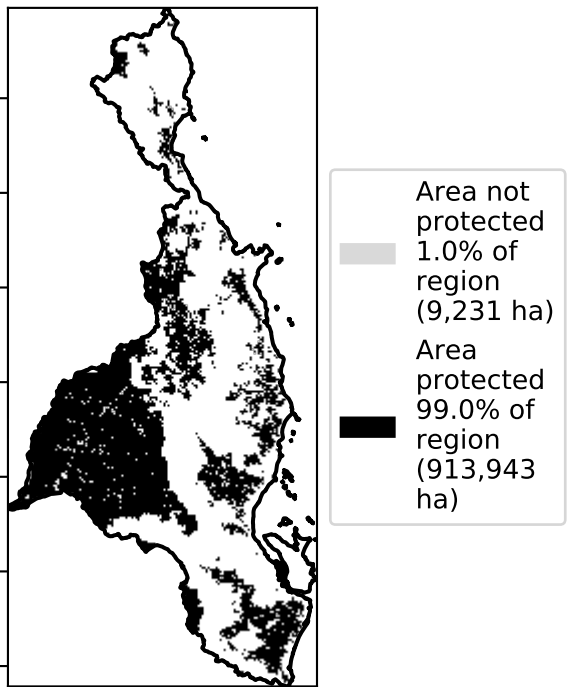 Area not
protected
1.0% of
region
(9,231 ha)
Area
protected
99.0% of
region
(913,943
ha)